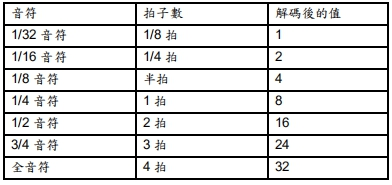 音符 拍子數 解碼後的值
1/32 音符 1/8 拍 1
1/16 音符 1/4 拍 2
1/8 音符 半拍 4
1/4 音符 1 拍 8
1/2 音符 2 拍 16
3/4 音符 3 拍 24
全音符 4 拍 32